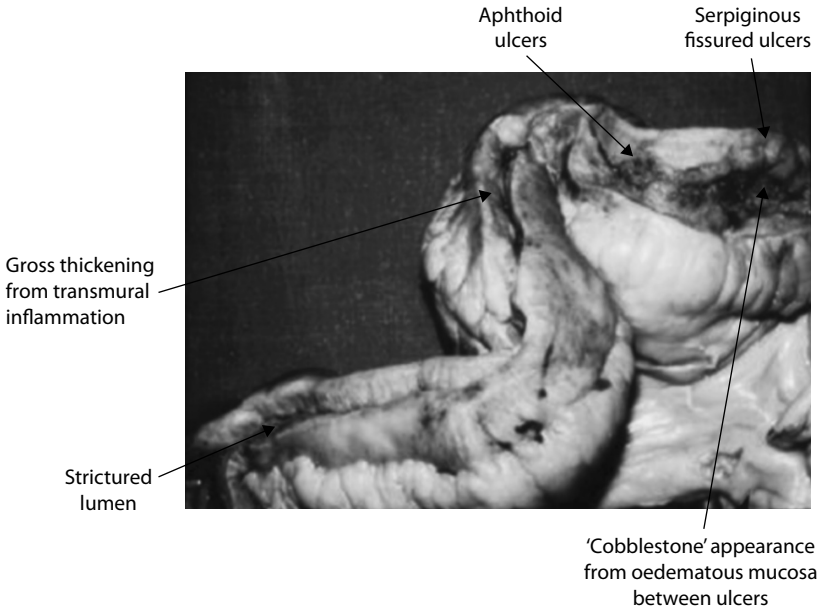 Aphthoid
ulcers
Serpiginous
fissured ulcers
Gross thickening
from transmural
inflammation
Strictured
lumen
‘Cobblestone’ appearance
from oedematous mucosa
between ulcers